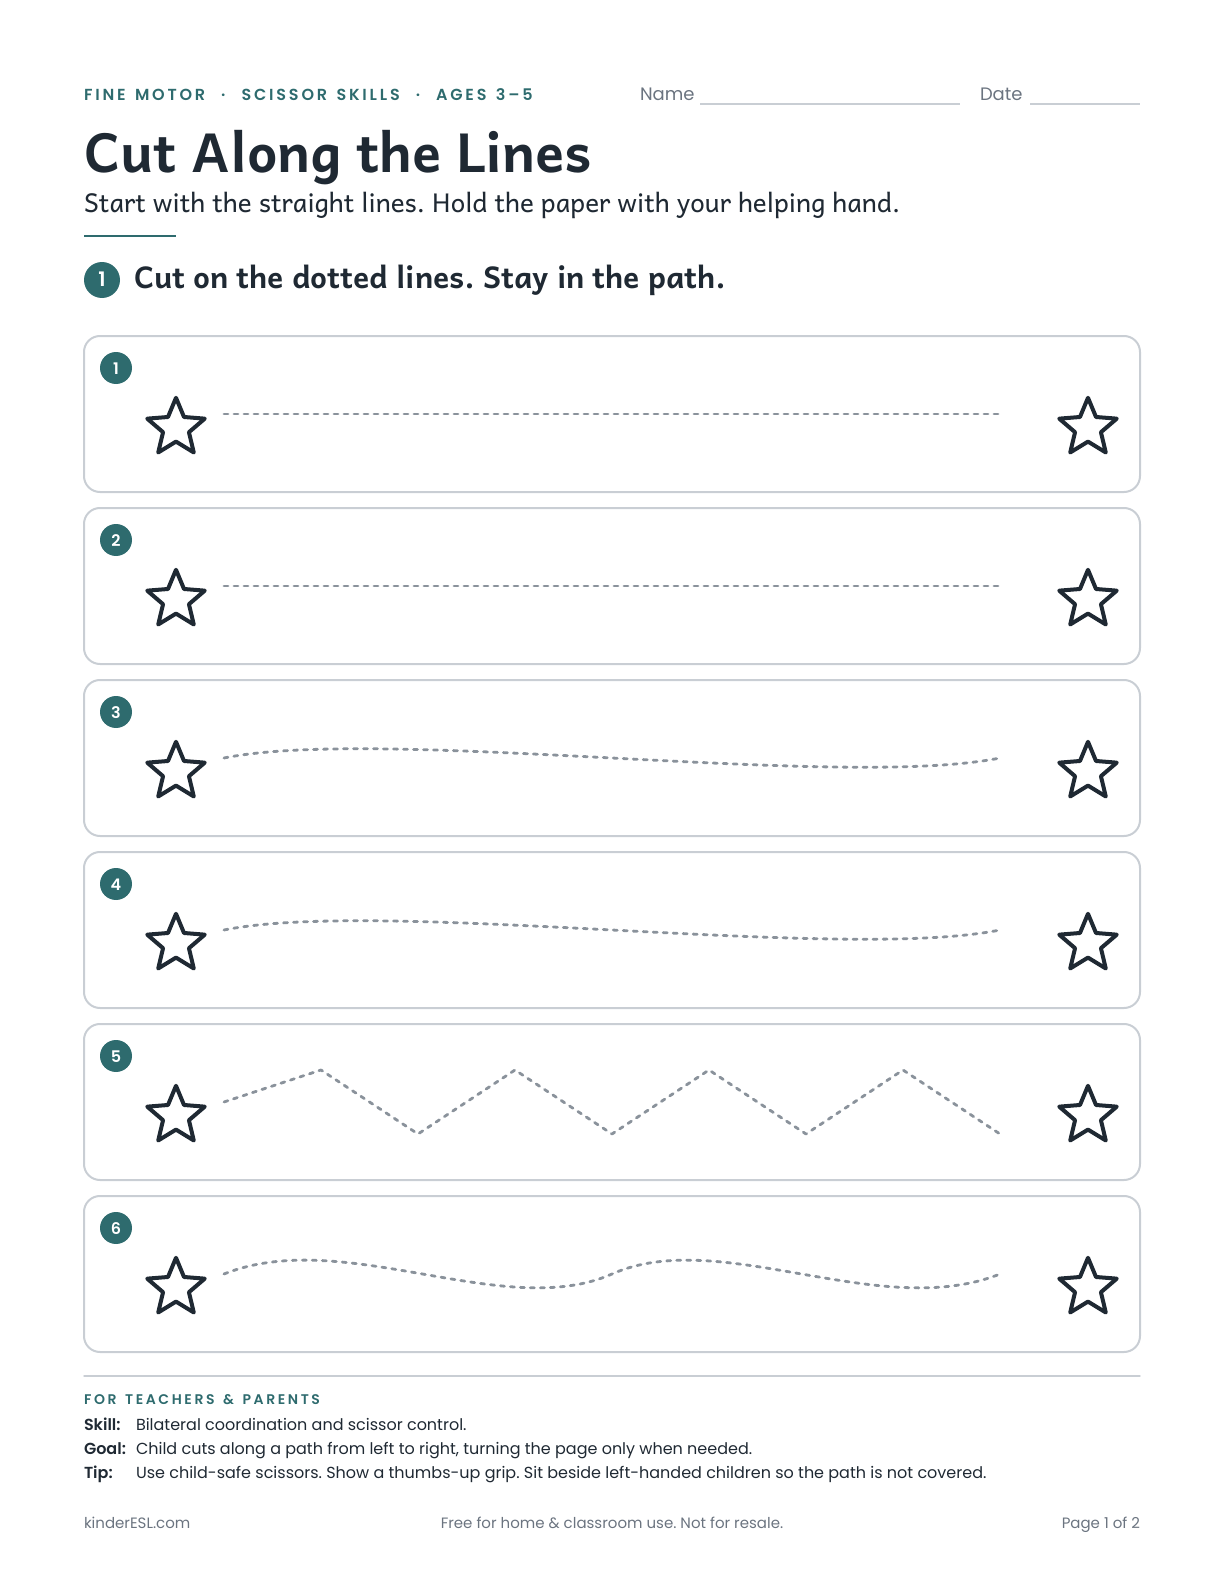 FINE MOTOR · SCISSOR SKILLS · AGES 3–5 Name Date
Cut Along the Lines
Start with the straight lines. Hold the paper with your helping hand.
1 Cut on the dotted lines. Stay in the path.
1
2
3
4
5
6
FOR TEACHERS & PARENTS
Skill: Bilateral coordination and scissor control.
Goal: Child cuts along a path from left to right, turning the page only when needed.
Tip: Use child-safe scissors. Show a thumbs-up grip. Sit beside left-handed children so the path is not covered.
kinderESL.com Free for home & classroom use. Not for resale. Page 1 of 2